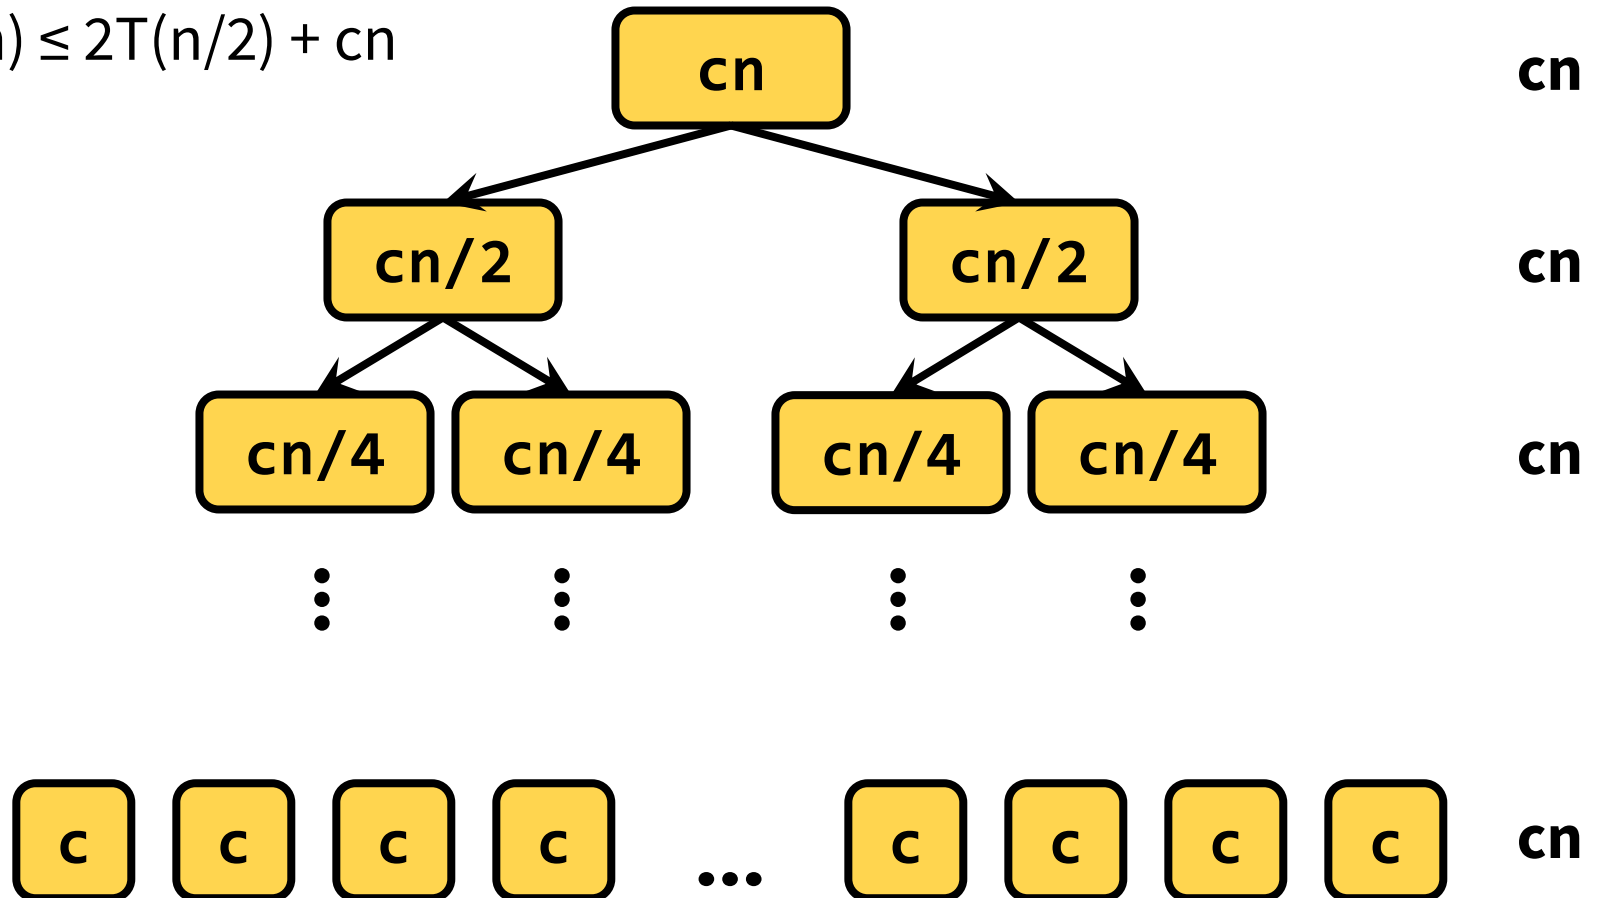 ) ≤ 2T(n/2) + cn
cn cn
cn/2 cn/2 cn
cn/4 cn/4 cn/4 cn/4 cn
c c c c ... c c c c cn